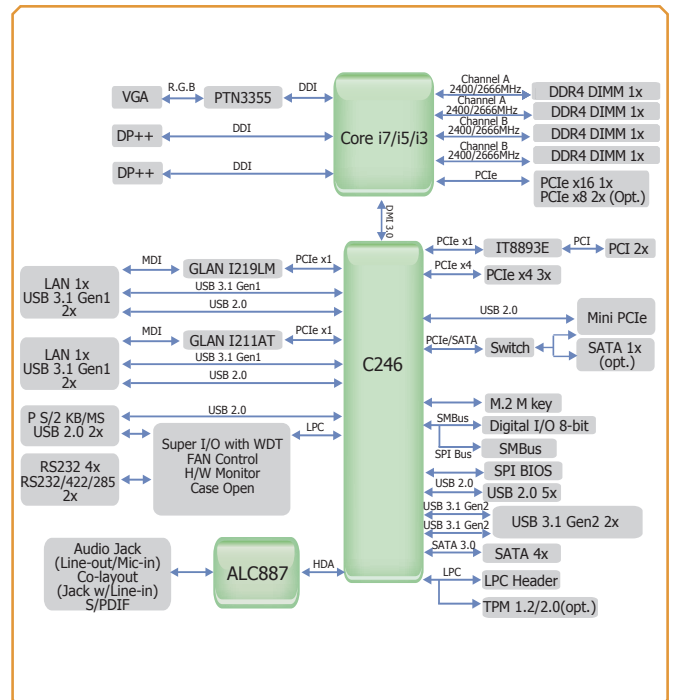 VGA
R.G.B
PTN3355
DDI
DP++
DDI
DP++
DDI
Core i7/i5/i3
Channel A
2400/2666MHz
DDR4 DIMM 1x
Channel A
2400/2666MHz
DDR4 DIMM 1x
Channel B
2400/2666MHz
DDR4 DIMM 1x
Channel B
2400/2666MHz
DDR4 DIMM 1x
PCIe
PCIe x16 1x
PCIe x8 2x (Opt.)
DMI 3.0
C246
LAN 1x
USB 3.1 Gen1
2x
MDI
GLAN I219LM
PCIe x1
USB 3.1 Gen1
USB 2.0
LAN 1x
USB 3.1 Gen1
2x
MDI
GLAN I211AT
PCIe x1
USB 3.1 Gen1
USB 2.0
P S/2 KB/MS
USB 2.0 2x
USB 2.0
LPC
Super I/O with WDT
FAN Control
H/W Monitor
Case Open
RS232 4x
RS232/422/285
2x
Audio Jack
(Line-out/Mic-in)
Co-layout
(Jack w/Line-in)
S/PDIF
ALC887
HDA
PCIe x1
IT8893E
PCI
PCI 2x
PCIe x4
PCIe x4 3x
USB 2.0
Mini PCIe
PCIe/SATA
Switch
SATA 1x
(opt.)
M.2 M key
SMBus
Digital I/O 8-bit
SMBus
SPI Bus
SPI BIOS
USB 2.0
USB 2.0 5x
USB 3.1 Gen2
USB 3.1 Gen2
USB 3.1 Gen2 2x
SATA 3.0
SATA 4x
LPC
LPC Header
TPM 1.2/2.0(opt.)